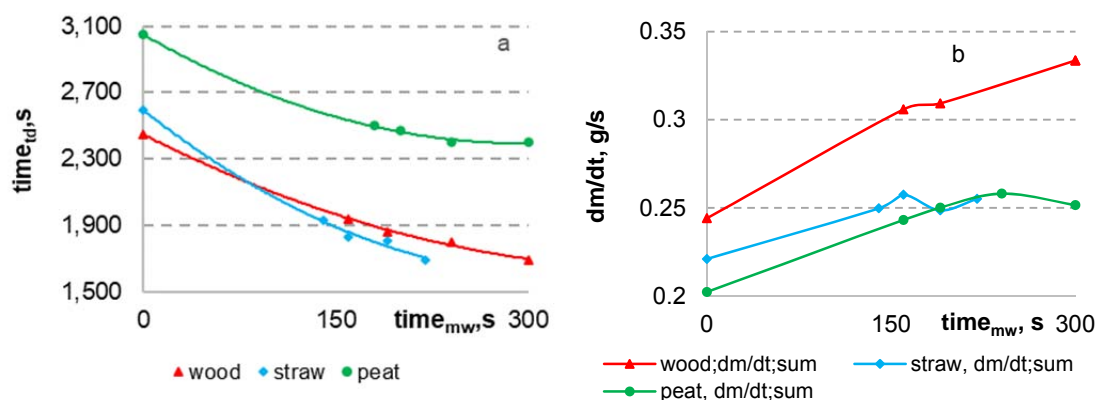 3,100
2,700
2,300
1,900
1,500
time_td,s
a
0
150
time_mw,s
300
wood
straw
peat
0.35
0.3
0.25
0.2
dm/dt, g/s
b
0
150
time_mw, s
300
wood;dm/dt;sum
straw, dm/dt;sum
peat, dm/dt;sum